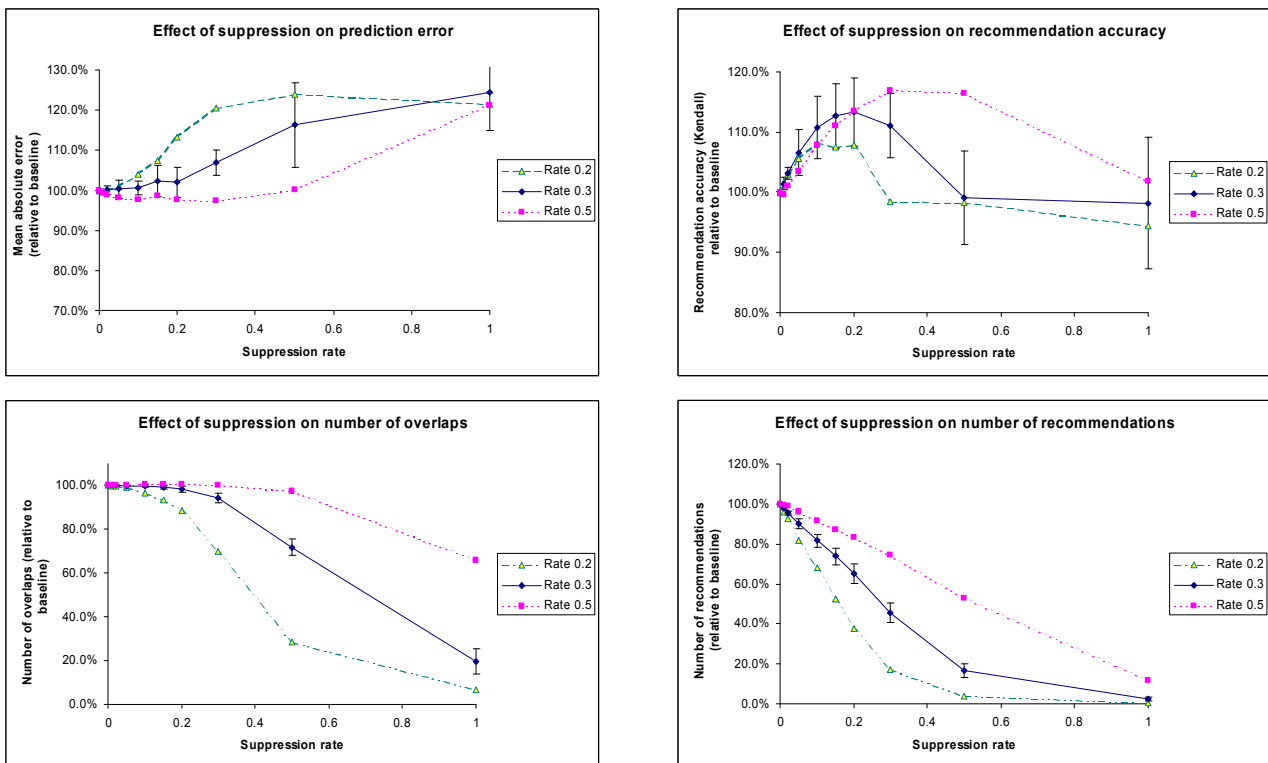 Effect of suppression on prediction error
130.0%
120.0%
110.0%
100.0%
90.0%
80.0%
70.0%
Mean absolute error
(relative to baseline )
0
0.2
0.4
0.6
0.8
1
Suppression rate
Rate 0.2
Rate 0.3
Rate 0.5
Effect of suppression on recommendation accuracy
120.0%
110.0%
100.0%
90.0%
80.0%
Recommendation accuracy (Kendall)
relative to baseline
0
0.2
0.4
0.6
0.8
1
Suppression rate
Rate 0.2
Rate 0.3
Rate 0.5
Effect of suppression on number of overlaps
100.0%
80.0%
60.0%
40.0%
20.0%
0.0%
Number of overlaps (relative to
baseline)
0
0.2
0.4
0.6
0.8
1
Suppression rate
Rate 0.2
Rate 0.3
Rate 0.5
Effect of suppression on number of recommendations
120.0%
100.0%
80.0%
60.0%
40.0%
20.0%
0.0%
Number of recommendations
(relative to baseline)
0
0.2
0.4
0.6
0.8
1
Suppression rate
Rate 0.2
Rate 0.3
Rate 0.5